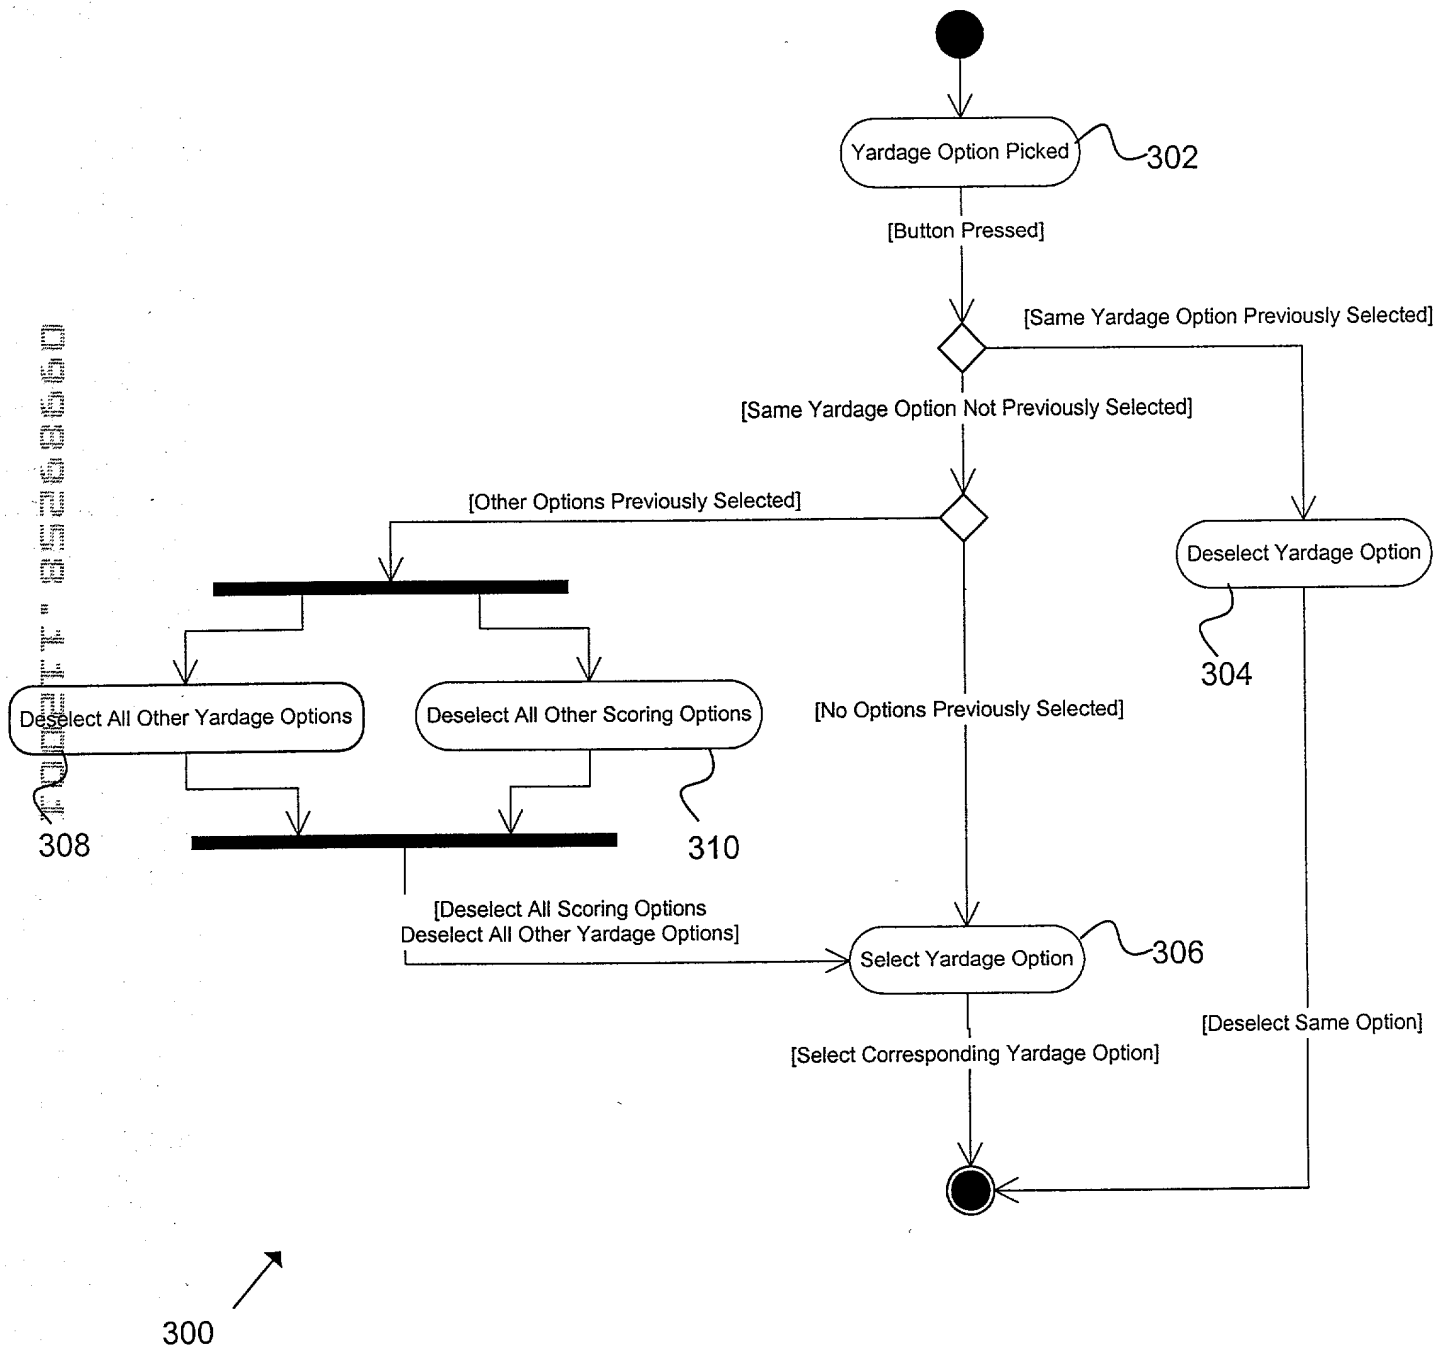 Yardage Option Picked
302
[Button Pressed]
[Same Yardage Option Previously Selected]
[Same Yardage Option Not Previously Selected]
[Other Options Previously Selected]
Deselect Yardage Option
304
Deselect All Other Yardage Options
Deselect All Other Scoring Options
[No Options Previously Selected]
308
310
[Deselect All Scoring Options
Deselect All Other Yardage Options]
Select Yardage Option
306
[Deselect Same Option]
[Select Corresponding Yardage Option]
300